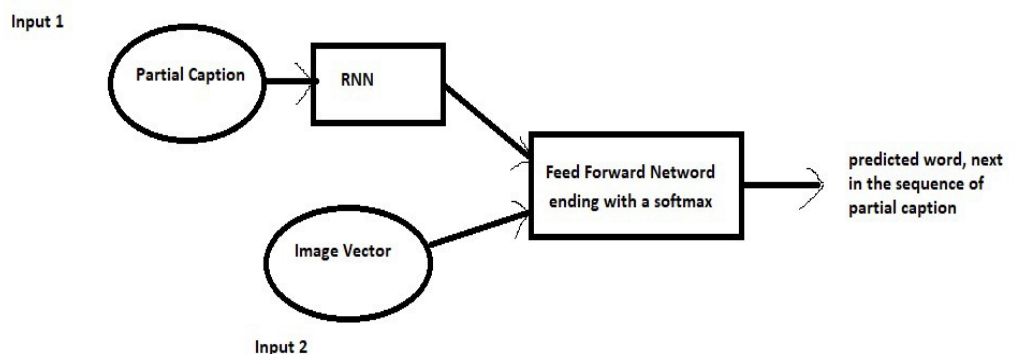 Input 1
Partial Caption
RNN
Feed Forward Netword
ending with a softmax
predicted word, next
in the sequence of
partial caption
Image Vector
Input 2